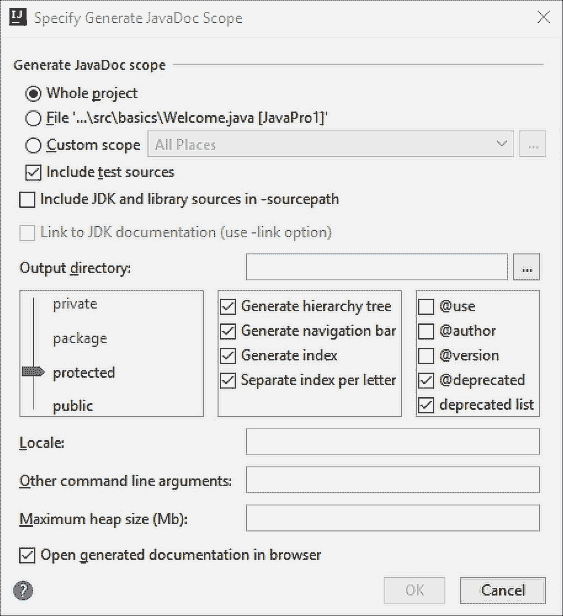 IJ Specify Generate JavaDoc Scope
Generate JavaDoc scope
Whole project
File '...\src\basics\Welcome.java [JavaPro1]'
Custom scope All Places ...
Include test sources
Include JDK and library sources in -sourcepath
Link to JDK documentation (use -link option)
Output directory: ...
private Generate hierarchy tree @use
package Generate navigation bar @author
protected Generate index @version
public Separate index per letter @deprecated
deprecated list
Locale:
Other command line arguments:
Maximum heap size (Mb):
Open generated documentation in browser
? OK Cancel